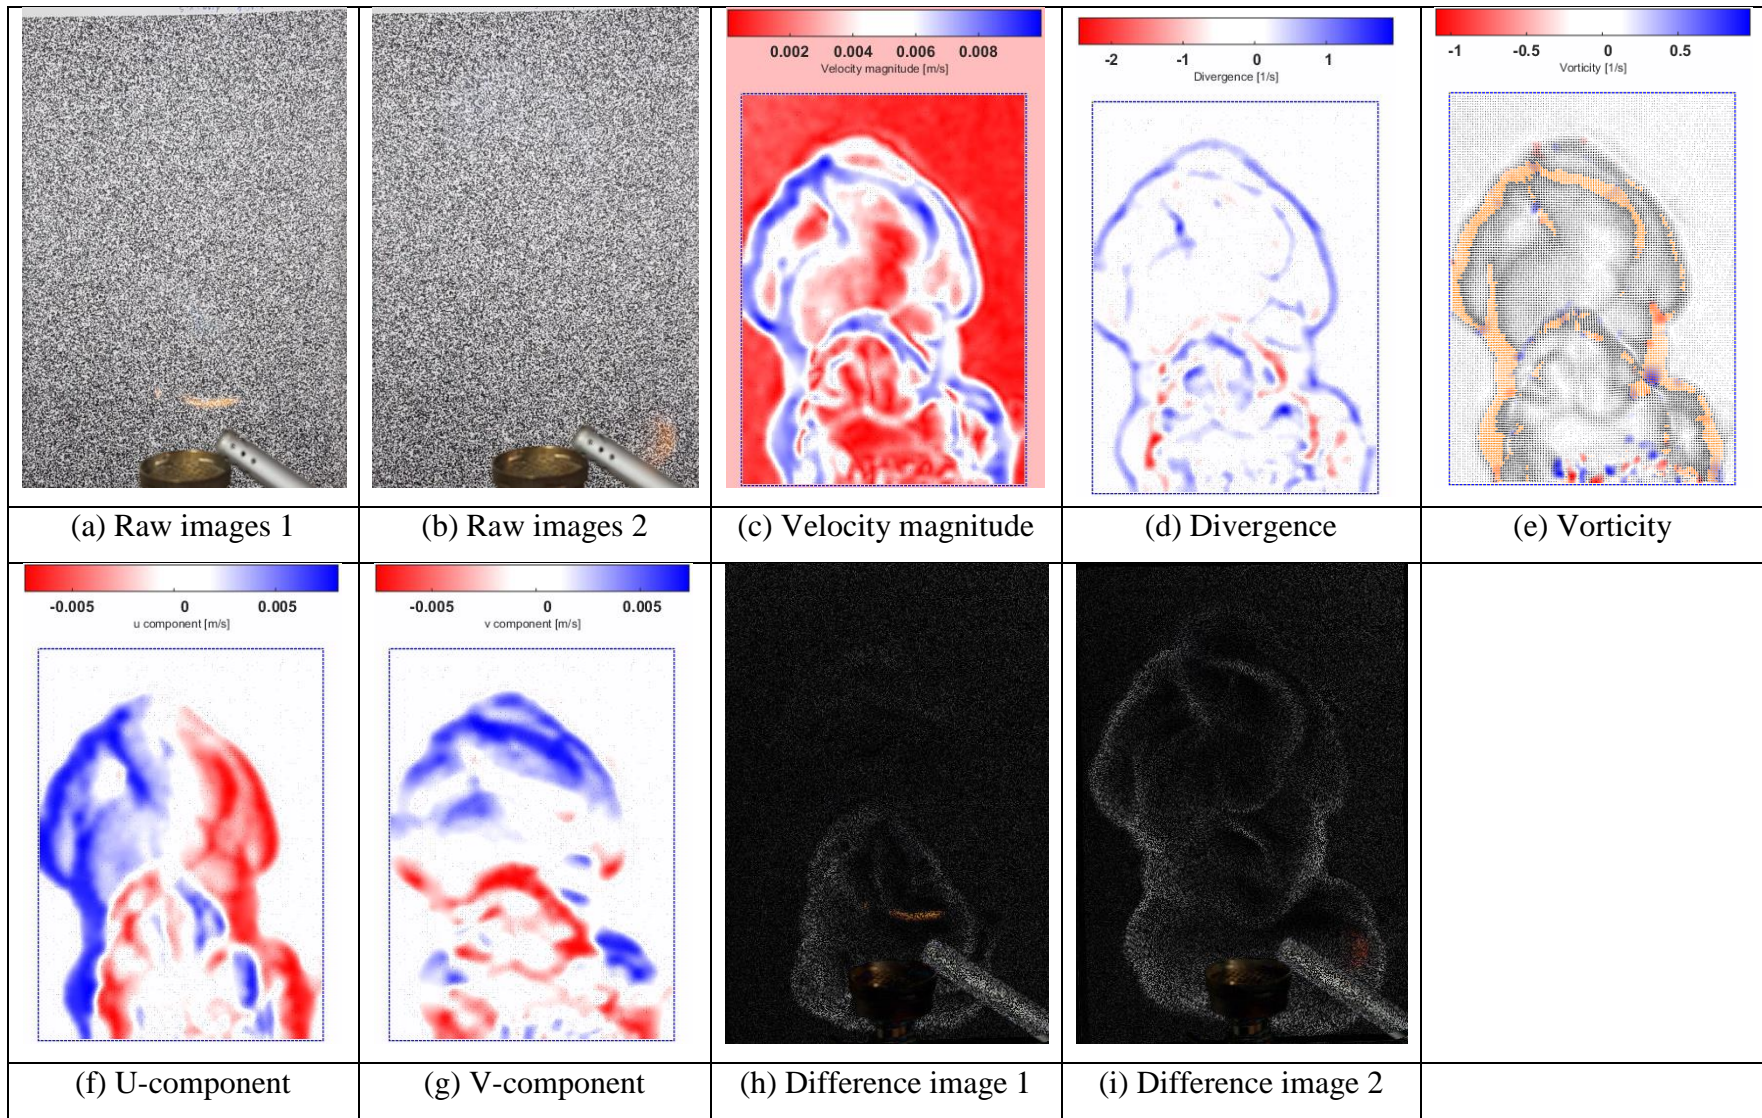 0.002 0.004 0.006 0.008
Velocity magnitude [m/s]
-2 -1 0 1
Divergence [1/s]
-1 -0.5 0 0.5
Vorticity [1/s]
(a) Raw images 1
(b) Raw images 2
(c) Velocity magnitude
(d) Divergence
(e) Vorticity
-0.005 0 0.005
u component [m/s]
-0.005 0 0.005
v component [m/s]
(f) U-component
(g) V-component
(h) Difference image 1
(i) Difference image 2